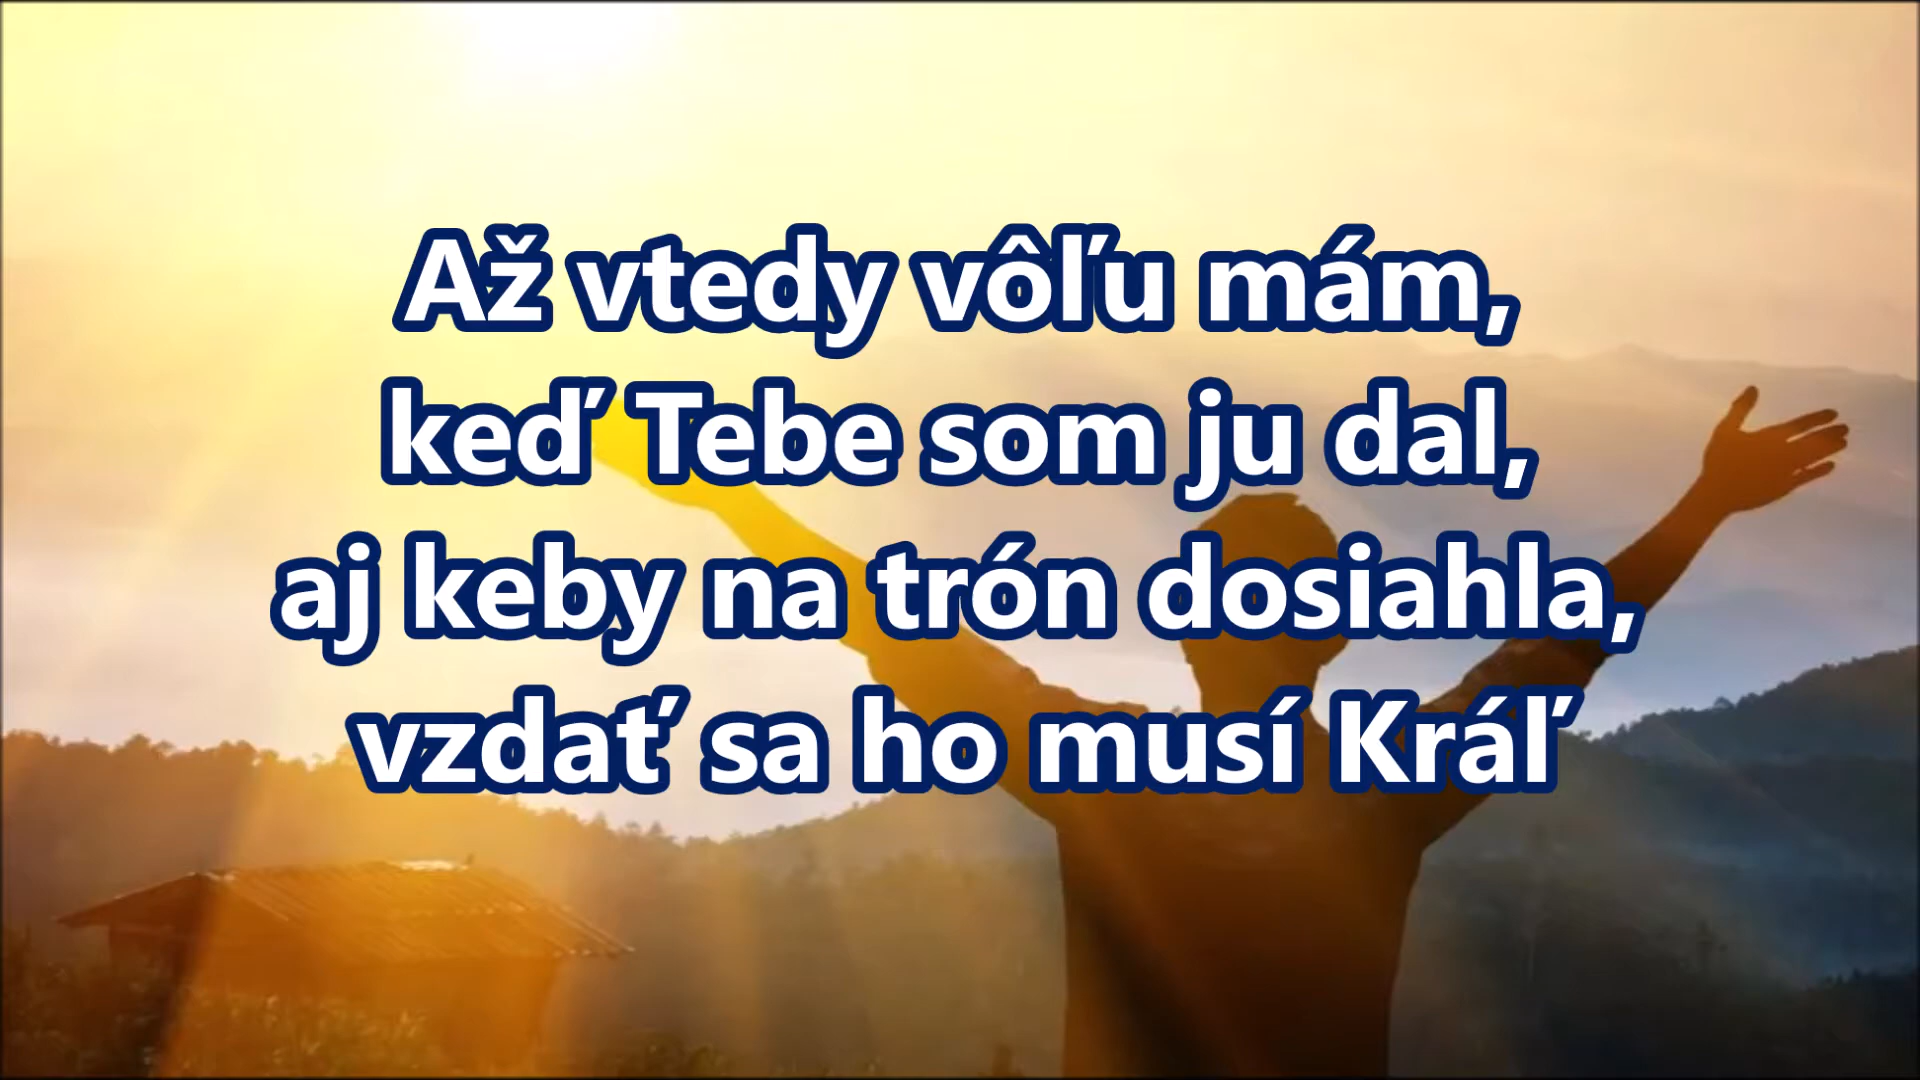 Až vtedy vôľu mám,
keď Tebe som ju dal,
aj keby na trón dosiahla,
vzdať sa ho musí Kráľ